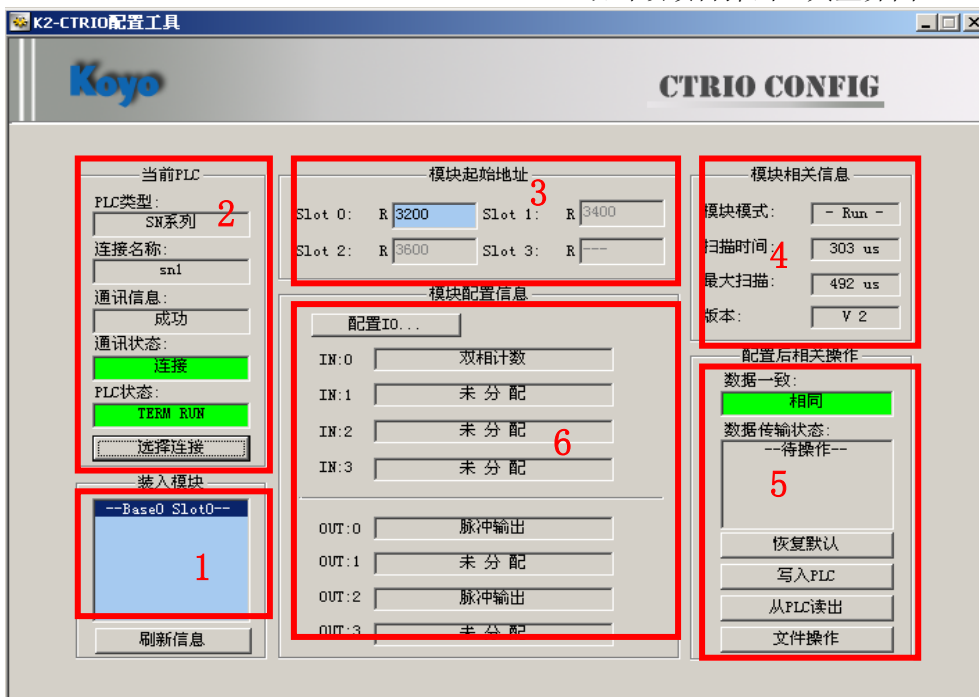 K2-CTRIO配置工具
Koyo
CTRIO CONFIG
当前PLC
PLC类型:
SN系列
2
连接名称:
sn1
通讯信息:
成功
通讯状态:
连接
PLC状态:
TERM RUN
选择连接
装入模块
--Base0 Slot0--
1
刷新信息
模块起始地址
3
Slot 0: R 3200 Slot 1: R 3400
Slot 2: R 3600 Slot 3: R ---
模块配置信息
配置IO...
IN:0 双相计数
IN:1 未 分 配
IN:2 未 分 配
6
IN:3 未 分 配
OUT:0 脉冲输出
OUT:1 未 分 配
OUT:2 脉冲输出
OUT:3 未 分 配
模块相关信息
模块模式: - Run -
扫描时间: 303 us
4
最大扫描: 492 us
版本: V 2
配置后相关操作
数据一致:
相同
数据传输状态:
--待操作--
5
恢复默认
写入PLC
从PLC读出
文件操作